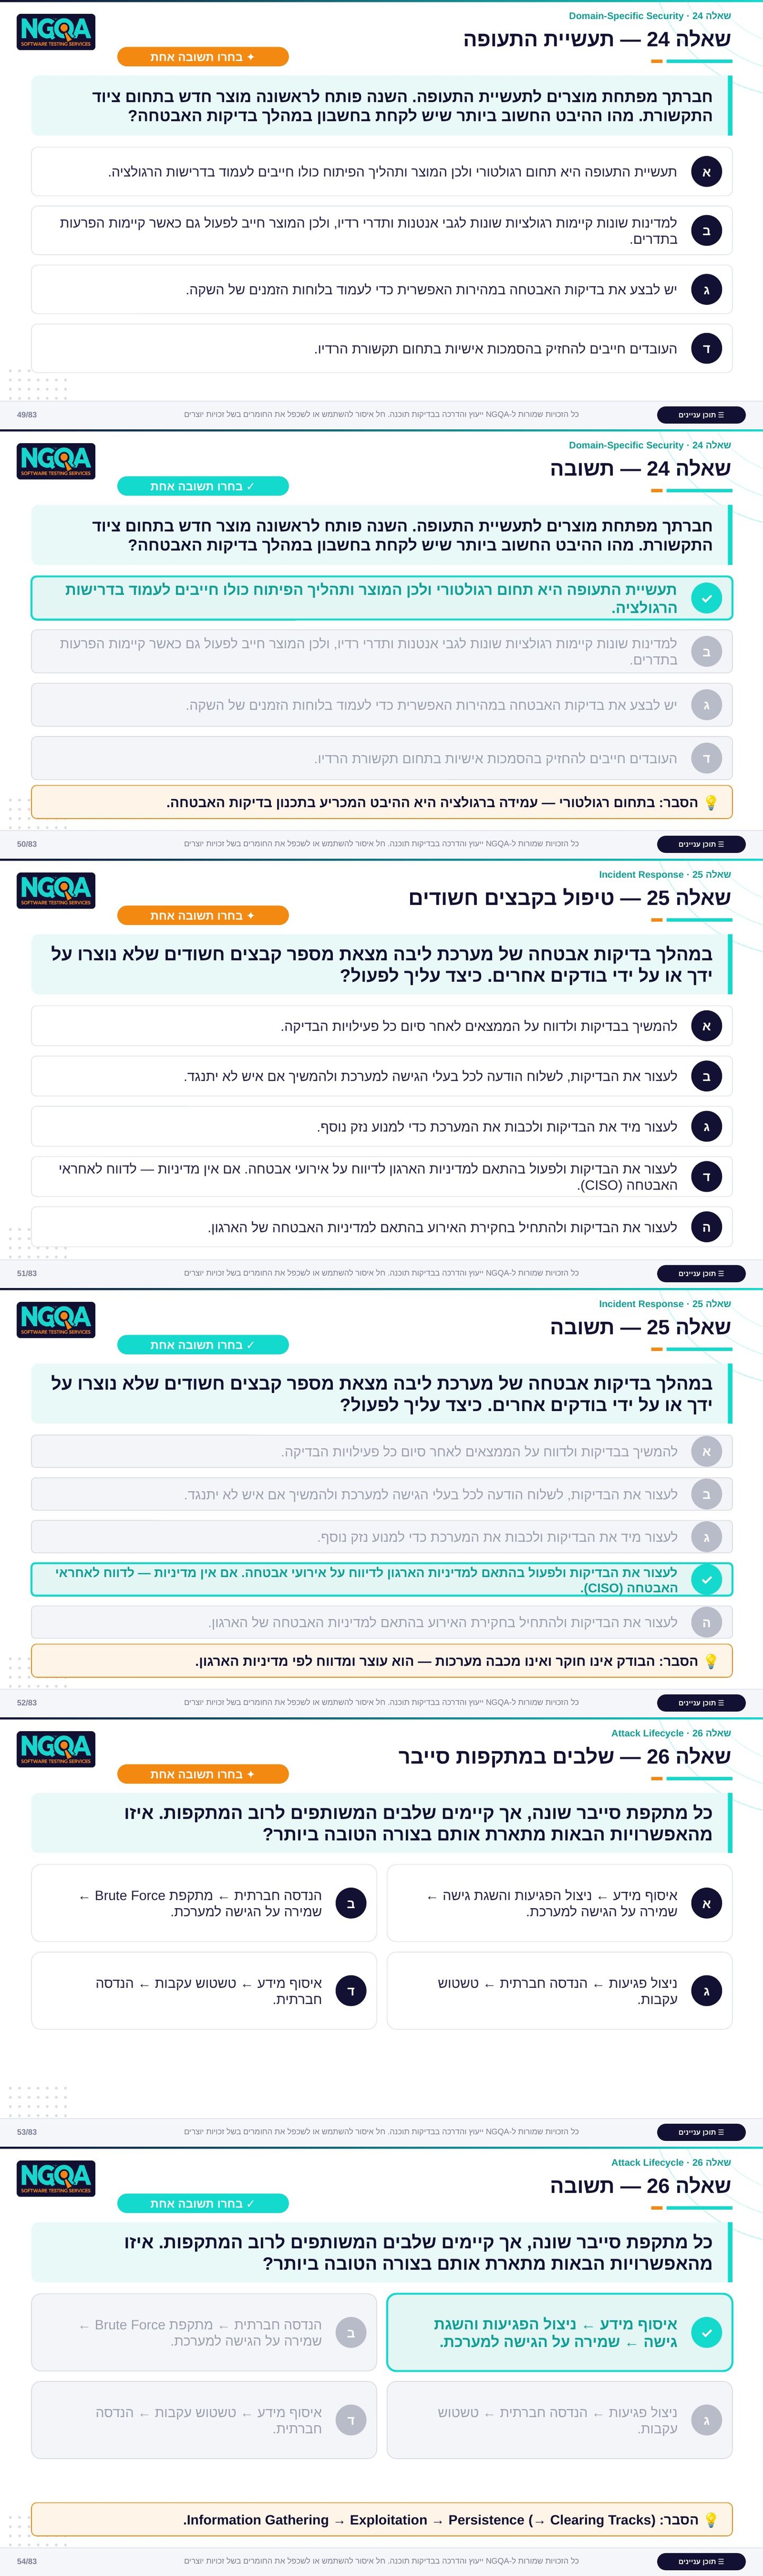 שאלה 24 · Domain-Specific Security
שאלה 24 — תעשיית התעופה
NGQA
SOFTWARE TESTING SERVICES
✦ בחרו תשובה אחת
חברתך מפתחת מוצרים לתעשיית התעופה. השנה פותח לראשונה מוצר חדש בתחום ציוד
התקשורת. מהו ההיבט החשוב ביותר שיש לקחת בחשבון במהלך בדיקות האבטחה?
א
תעשיית התעופה היא תחום רגולטורי ולכן המוצר ותהליך הפיתוח כולו חייבים לעמוד בדרישות הרגולציה.
ב
למדינות שונות קיימות רגולציות שונות לגבי אנטנות ותדרי רדיו, ולכן המוצר חייב לפעול גם כאשר קיימות הפרעות
בתדרים.
ג
יש לבצע את בדיקות האבטחה במהירות האפשרית כדי לעמוד בלוחות הזמנים של השקה.
ד
העובדים חייבים להחזיק בהסמכות אישיות בתחום תקשורת הרדיו.
☰ תוכן עניינים
כל הזכויות שמורות ל-NGQA ייעוץ והדרכה בבדיקות תוכנה. חל איסור להשתמש או לשכפל את החומרים בשל זכויות יוצרים
49/83
שאלה 24 · Domain-Specific Security
שאלה 24 — תשובה
NGQA
SOFTWARE TESTING SERVICES
✓ בחרו תשובה אחת
חברתך מפתחת מוצרים לתעשיית התעופה. השנה פותח לראשונה מוצר חדש בתחום ציוד
התקשורת. מהו ההיבט החשוב ביותר שיש לקחת בחשבון במהלך בדיקות האבטחה?
✓
תעשיית התעופה היא תחום רגולטורי ולכן המוצר ותהליך הפיתוח כולו חייבים לעמוד בדרישות
הרגולציה.
ב
למדינות שונות קיימות רגולציות שונות לגבי אנטנות ותדרי רדיו, ולכן המוצר חייב לפעול גם כאשר קיימות הפרעות
בתדרים.
ג
יש לבצע את בדיקות האבטחה במהירות האפשרית כדי לעמוד בלוחות הזמנים של השקה.
ד
העובדים חייבים להחזיק בהסמכות אישיות בתחום תקשורת הרדיו.
💡 הסבר: בתחום רגולטורי — עמידה ברגולציה היא ההיבט המכריע בתכנון בדיקות האבטחה.
☰ תוכן עניינים
כל הזכויות שמורות ל-NGQA ייעוץ והדרכה בבדיקות תוכנה. חל איסור להשתמש או לשכפל את החומרים בשל זכויות יוצרים
50/83
שאלה 25 · Incident Response
שאלה 25 — טיפול בקבצים חשודים
NGQA
SOFTWARE TESTING SERVICES
✦ בחרו תשובה אחת
במהלך בדיקות אבטחה של מערכת ליבה מצאת מספר קבצים חשודים שלא נוצרו על
ידך או על ידי בודקים אחרים. כיצד עליך לפעול?
א
להמשיך בבדיקות ולדווח על הממצאים לאחר סיום כל פעילויות הבדיקה.
ב
לעצור את הבדיקות, לשלוח הודעה לכל בעלי הגישה למערכת ולהמשיך אם איש לא יתנגד.
ג
לעצור מיד את הבדיקות ולכבות את המערכת כדי למנוע נזק נוסף.
ד
לעצור את הבדיקות ולפעול בהתאם למדיניות הארגון לדיווח על אירועי אבטחה. אם אין מדיניות — לדווח לאחראי
האבטחה (CISO).
ה
לעצור את הבדיקות ולהתחיל בחקירת האירוע בהתאם למדיניות האבטחה של הארגון.
☰ תוכן עניינים
כל הזכויות שמורות ל-NGQA ייעוץ והדרכה בבדיקות תוכנה. חל איסור להשתמש או לשכפל את החומרים בשל זכויות יוצרים
51/83
שאלה 25 · Incident Response
שאלה 25 — תשובה
NGQA
SOFTWARE TESTING SERVICES
✓ בחרו תשובה אחת
במהלך בדיקות אבטחה של מערכת ליבה מצאת מספר קבצים חשודים שלא נוצרו על
ידך או על ידי בודקים אחרים. כיצד עליך לפעול?
א
להמשיך בבדיקות ולדווח על הממצאים לאחר סיום כל פעילויות הבדיקה.
ב
לעצור את הבדיקות, לשלוח הודעה לכל בעלי הגישה למערכת ולהמשיך אם איש לא יתנגד.
ג
לעצור מיד את הבדיקות ולכבות את המערכת כדי למנוע נזק נוסף.
✓
לעצור את הבדיקות ולפעול בהתאם למדיניות הארגון לדיווח על אירועי אבטחה. אם אין מדיניות — לדווח לאחראי
האבטחה (CISO).
ה
לעצור את הבדיקות ולהתחיל בחקירת האירוע בהתאם למדיניות האבטחה של הארגון.
💡 הסבר: הבודק אינו חוקר ואינו מכבה מערכות — הוא עוצר ומדווח לפי מדיניות הארגון.
☰ תוכן עניינים
כל הזכויות שמורות ל-NGQA ייעוץ והדרכה בבדיקות תוכנה. חל איסור להשתמש או לשכפל את החומרים בשל זכויות יוצרים
52/83
שאלה 26 · Attack Lifecycle
שאלה 26 — שלבים במתקפות סייבר
NGQA
SOFTWARE TESTING SERVICES
✦ בחרו תשובה אחת
כל מתקפת סייבר שונה, אך קיימים שלבים המשותפים לרוב המתקפות. איזו
מהאפשרויות הבאות מתארת אותם בצורה הטובה ביותר?
א
איסוף מידע ← ניצול הפגיעות והשגת גישה ←
שמירה על הגישה למערכת.
ב
הנדסה חברתית ← מתקפת Brute Force ←
שמירה על הגישה למערכת.
ג
ניצול פגיעות ← הנדסה חברתית ← טשטוש
עקבות.
ד
איסוף מידע ← טשטוש עקבות ← הנדסה
חברתית.
☰ תוכן עניינים
כל הזכויות שמורות ל-NGQA ייעוץ והדרכה בבדיקות תוכנה. חל איסור להשתמש או לשכפל את החומרים בשל זכויות יוצרים
53/83
שאלה 26 · Attack Lifecycle
שאלה 26 — תשובה
NGQA
SOFTWARE TESTING SERVICES
✓ בחרו תשובה אחת
כל מתקפת סייבר שונה, אך קיימים שלבים המשותפים לרוב המתקפות. איזו
מהאפשרויות הבאות מתארת אותם בצורה הטובה ביותר?
✓
איסוף מידע ← ניצול הפגיעות והשגת
גישה ← שמירה על הגישה למערכת.
ב
הנדסה חברתית ← מתקפת Brute Force ←
שמירה על הגישה למערכת.
ג
ניצול פגיעות ← הנדסה חברתית ← טשטוש
עקבות.
ד
איסוף מידע ← טשטוש עקבות ← הנדסה
חברתית.
💡 הסבר: Information Gathering → Exploitation → Persistence (→ Clearing Tracks).
☰ תוכן עניינים
כל הזכויות שמורות ל-NGQA ייעוץ והדרכה בבדיקות תוכנה. חל איסור להשתמש או לשכפל את החומרים בשל זכויות יוצרים
54/83